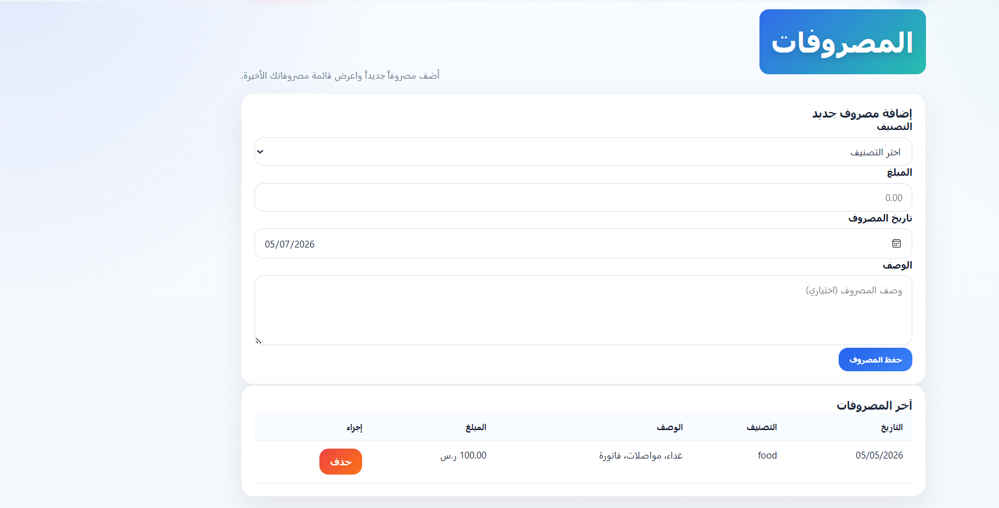 المصروفات
أضف مصروفاً جديداً واعرض قائمة مصروفاتك الأخيرة.
إضافة مصروف جديد
التصنيف
اختر التصنيف
المبلغ
0.00
تاريخ المصروف
05/07/2026
الوصف
وصف المصروف (اختياري)
حفظ المصروف
آخر المصروفات
التاريخ التصنيف الوصف المبلغ إجراء
05/05/2026 food غداء، مواصلات، فاتورة 100.00 ر.س حذف